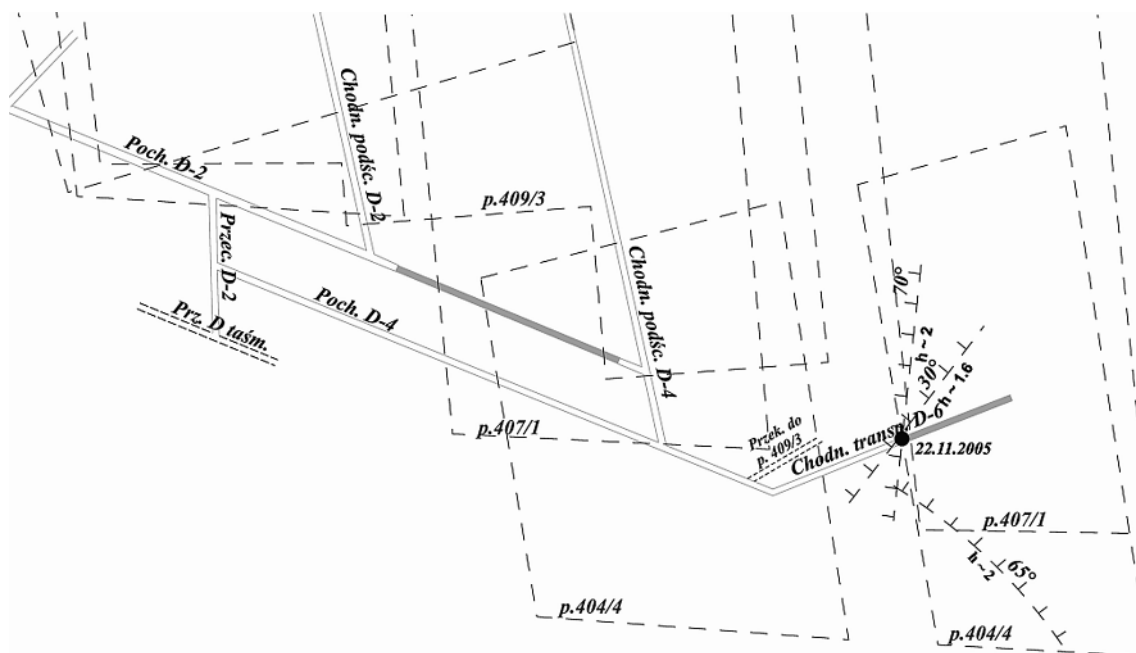 Poch. D-2
Chodn. podśc. D-2
p.409/3
Przec. D-2
Prz. D taśm.
Poch. D-4
Chodn. podśc. D-4
p.407/1
Przek. do
p. 409/3
Chodn. transp. D-6
70°
h ~ 2
30°
h ~ 1.6
22.11.2005
p.407/1
h ~ 2
65°
p.404/4
p.404/4